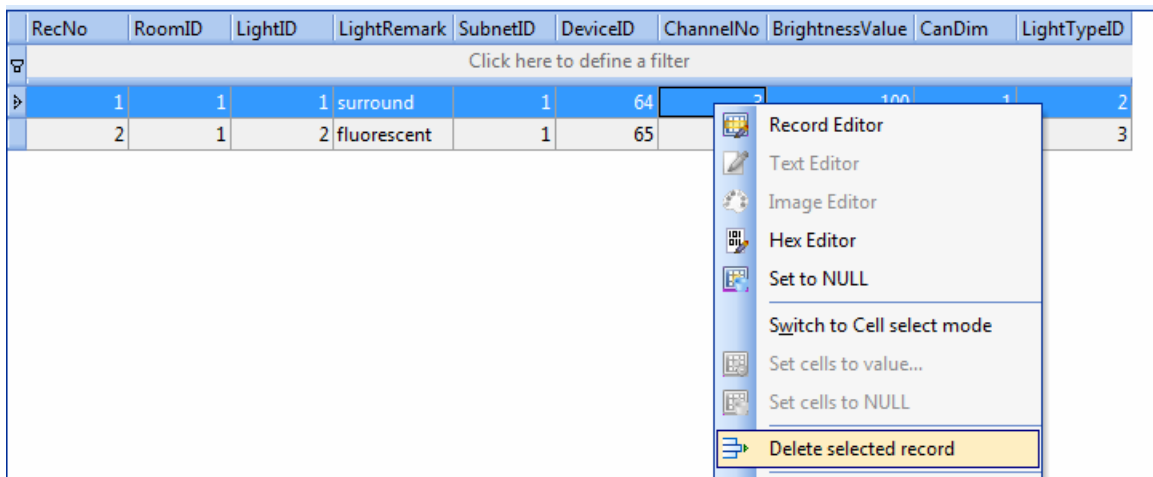 RecNo RoomID LightID LightRemark SubnetID DeviceID ChannelNo BrightnessValue CanDim LightTypeID
Click here to define a filter
1 1 1 surround 1 64 3 100 1 2
2 1 2 fluorescent 1 65 3
Record Editor
Text Editor
Image Editor
Hex Editor
Set to NULL
Switch to Cell select mode
Set cells to value...
Set cells to NULL
Delete selected record